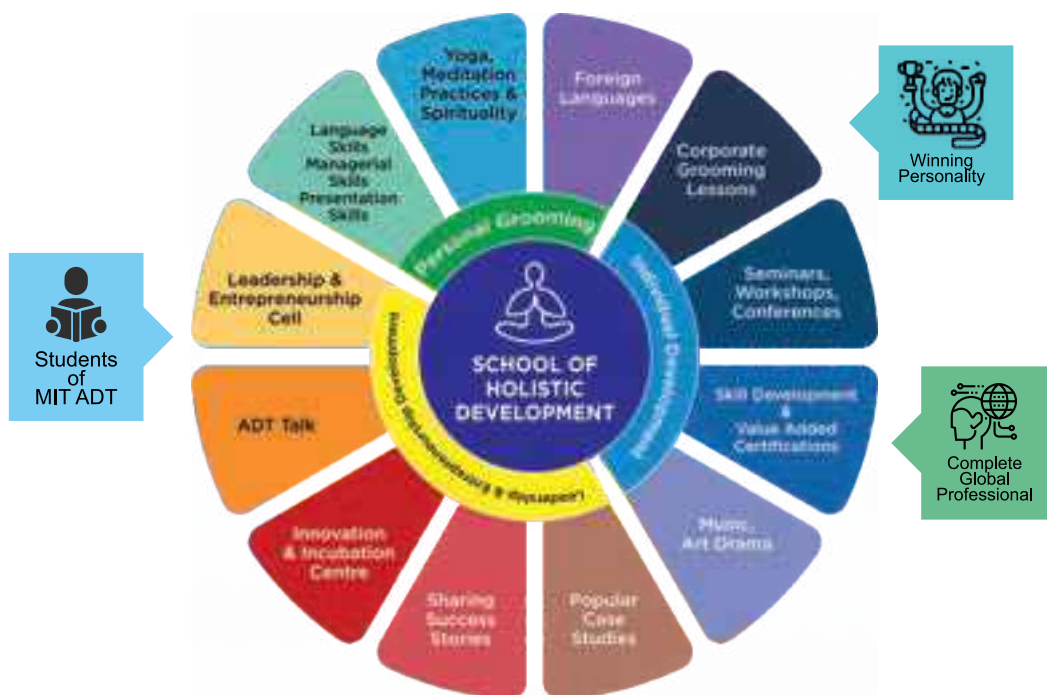 Yoga,
Meditation
Practices &
Spirituality
Foreign
Languages
Corporate
Grooming
Lessons
Seminars,
Workshops,
Conferences
Skill Development
&
Value Added
Certifications
Music,
Art Drama
Popular
Case
Studies
Sharing
Success
Stories
Innovation
& Incubation
Centre
ADT Talk
Leadership &
Entrepreneurship
Cell
Language
Skills
Managerial
Skills
Presentation
Skills
Personal Grooming
Individual Development
Leadership & Entrepreneurship Development
SCHOOL OF
HOLISTIC
DEVELOPMENT
Students
of
MIT ADT
Winning
Personality
Complete
Global
Professional